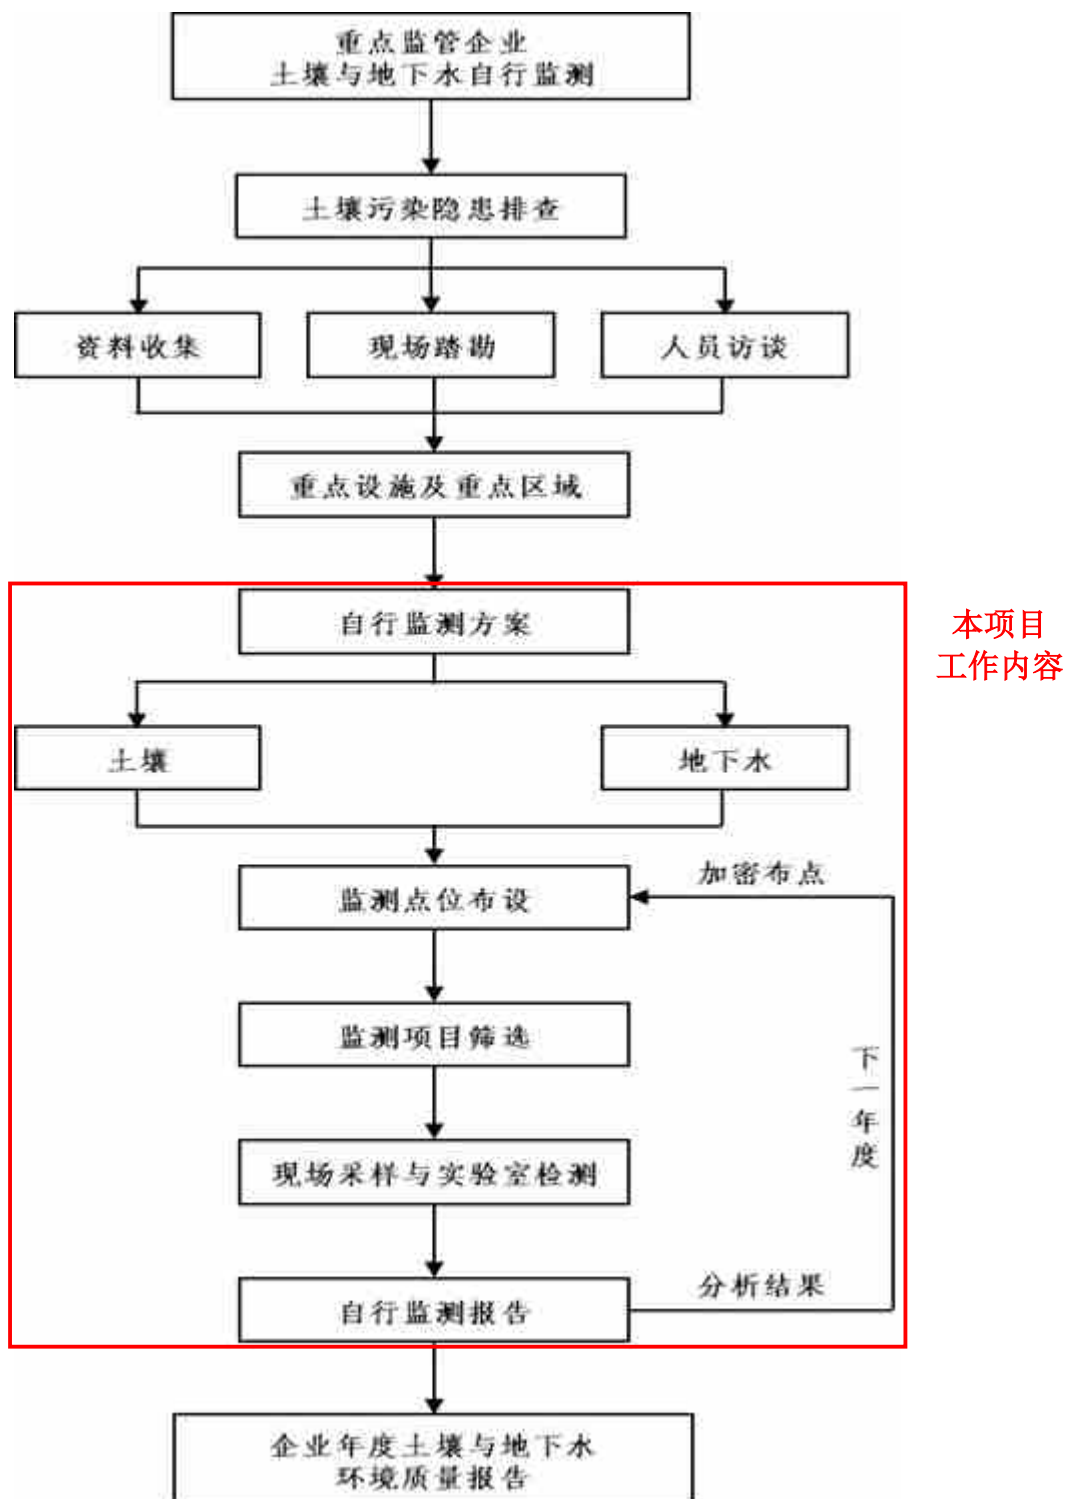 重点监管企业
土壤与地下水自行监测
土壤污染隐患排查
资料收集
现场踏勘
人员访谈
重点设施及重点区域
自行监测方案
本项目
工作内容
土壤
地下水
加密布点
监测点位布设
监测项目筛选
下一年度
现场采样与实验室检测
分析结果
自行监测报告
企业年度土壤与地下水
环境质量报告